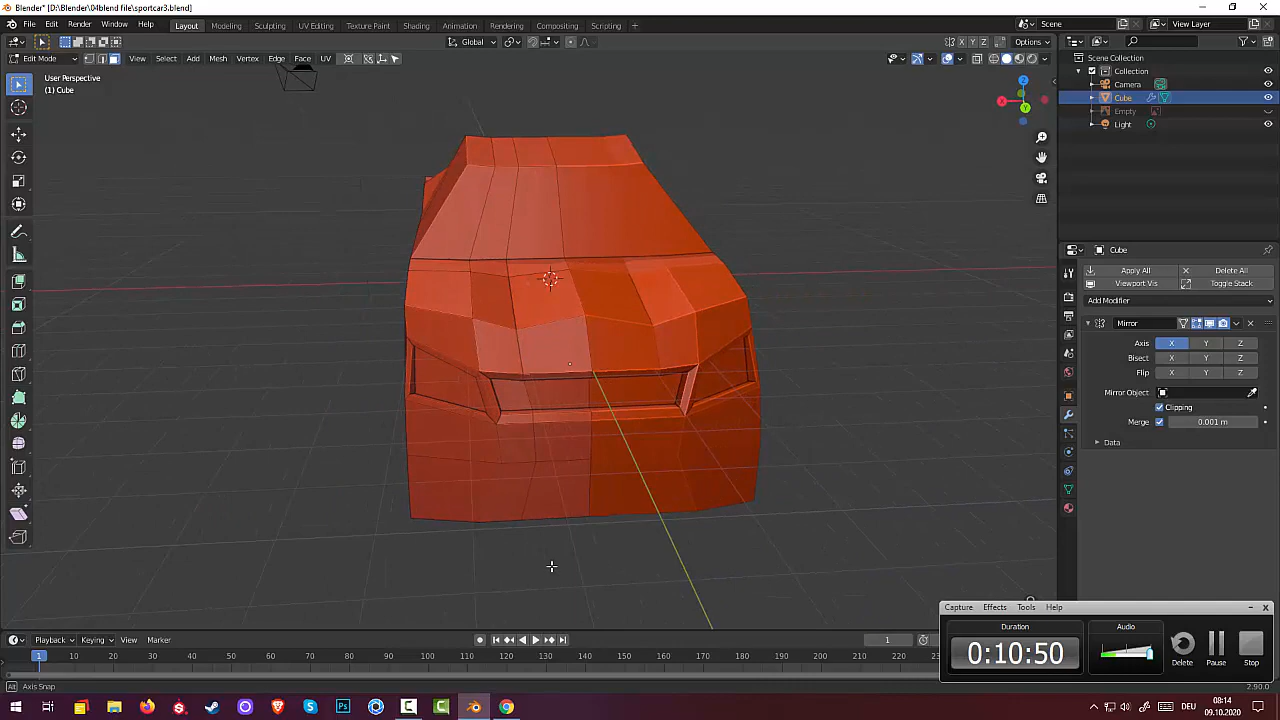 Blender* [D:\Blender\04blend file \sportcar3.blend]
File Edit Render Window Help Layout Modeling Sculpting UV Editing Texture Paint Shading Animation Rendering Compositing Scripting + Scene View Layer
Global X Y Z Options
Edit Mode View Select Add Mesh Vertex Edge Face UV
User Perspective
(1) Cube
X
Y
Z
Scene Collection
Collection
Camera
Cube
Empty
Light
Cube
Apply All Delete All
Viewport Vis Toggle Stack
Add Modifier
Mirror
Axis X Y Z
Bisect X Y Z
Flip X Y Z
Mirror Object
Clipping
Merge 0.001 m
Data
Capture Effects Tools Help
Duration Audio
0:10:50
Delete Pause Stop
Playback Keying View Marker 1
1 10 20 30 40 50 60 70 80 90 100 110 120 130 140 150 160 170 180 190 200 210 220 230
Alt Axis Snap 2.90.0
DEU 08:14
09.10.2020